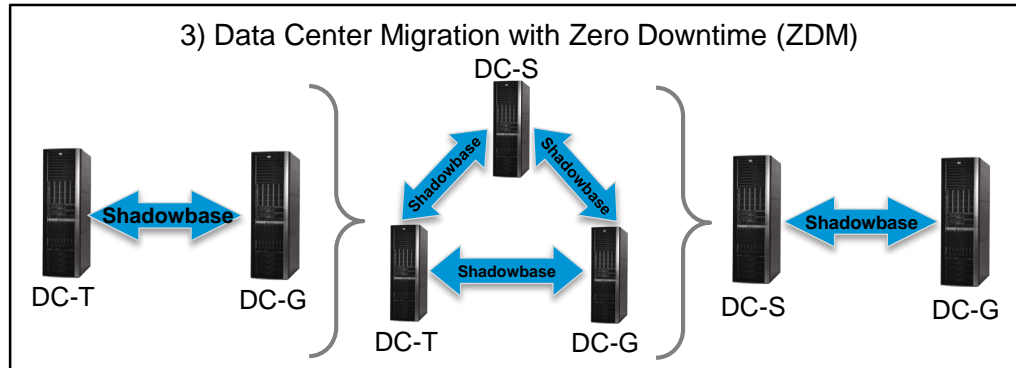 3) Data Center Migration with Zero Downtime (ZDM)
Shadowbase
DC-T
DC-G
DC-S
Shadowbase
Shadowbase
Shadowbase
DC-T
DC-G
Shadowbase
DC-S
DC-G